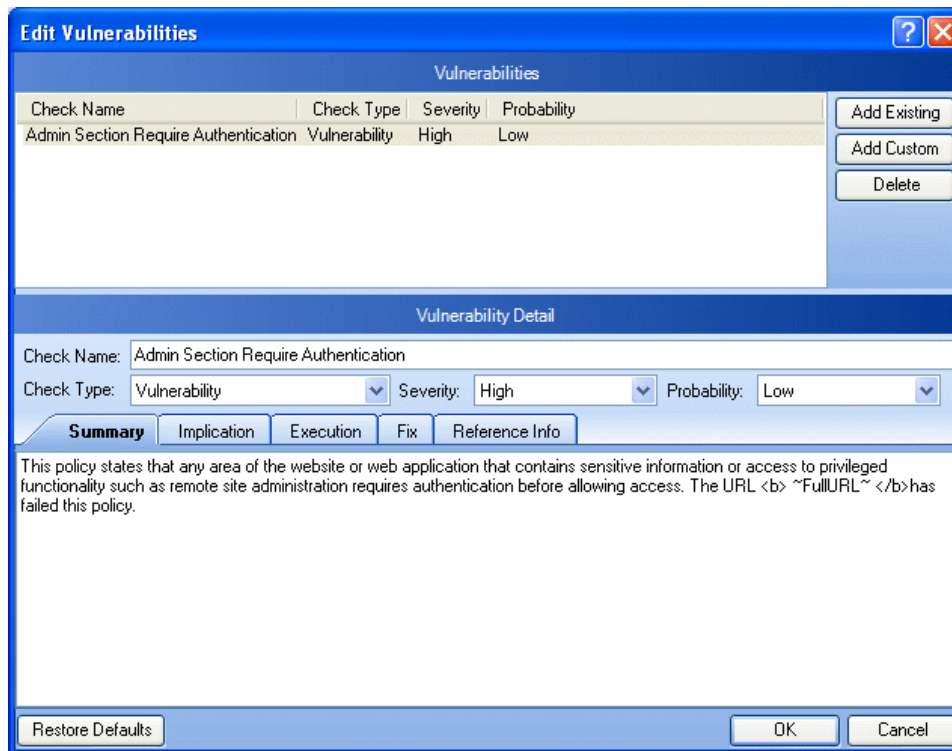 Edit Vulnerabilities
?
Vulnerabilities
Check Name Check Type Severity Probability
Admin Section Require Authentication Vulnerability High Low
Add Existing
Add Custom
Delete
Vulnerability Detail
Check Name: Admin Section Require Authentication
Check Type: Vulnerability Severity: High Probability: Low
Summary Implication Execution Fix Reference Info
This policy states that any area of the website or web application that contains sensitive information or access to privileged
functionality such as remote site administration requires authentication before allowing access. The URL <b> ~FullURL~ </b>has
failed this policy.
Restore Defaults OK Cancel